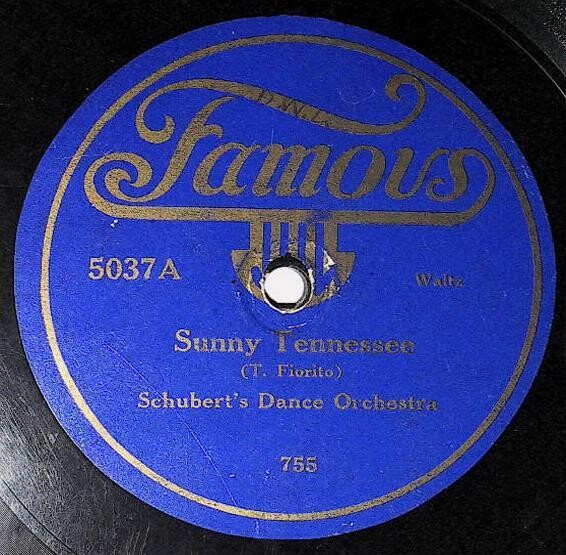 Famous
5037A
Waltz
Sunny Tennessee
(T. Fiorito)
Schubert's Dance Orchestra
755